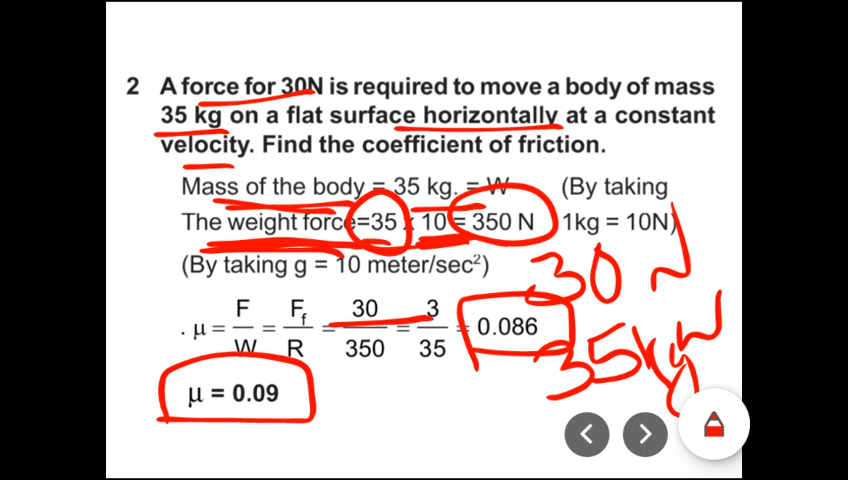 2 A force for 30N is required to move a body of mass
35 kg on a flat surface horizontally at a constant
velocity. Find the coefficient of friction.
Mass of the body = 35 kg. = W (By taking
The weight force=35 x 10 = 350 N 1kg = 10N)
(By taking g = 10 meter/sec²)
30 N
. μ = F/W = Ff/R = 30/350 = 3/35 = 0.086
35kg
μ = 0.09